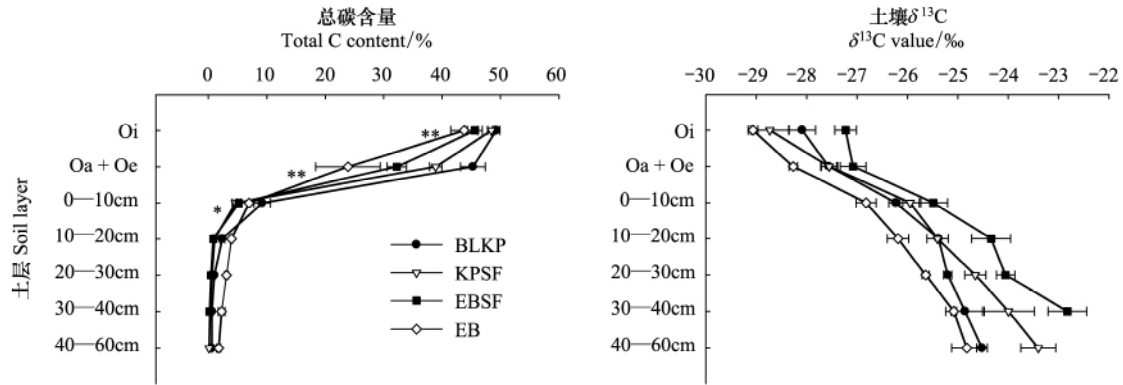 总碳含量
Total C content/%
0 10 20 30 40 50 60
土层 Soil layer
Oi
Oa + Oe
0—10cm
10—20cm
20—30cm
30—40cm
40—60cm
**
**
*
BLKP
KPSF
EBSF
EB
土壤δ¹³C
δ¹³C value/‰
−30 −29 −28 −27 −26 −25 −24 −23 −22
Oi
Oa + Oe
0—10cm
10—20cm
20—30cm
30—40cm
40—60cm